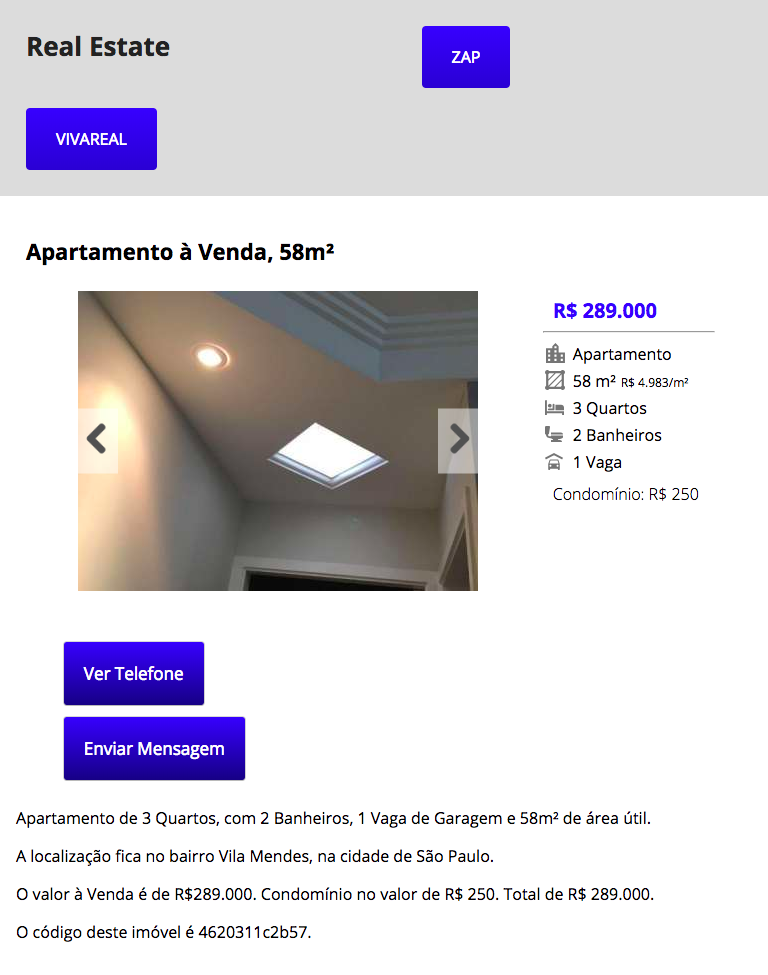 Real Estate
ZAP
VIVAREAL
Apartamento à Venda, 58m²
R$ 289.000
Apartamento
58 m² R$ 4.983/m²
3 Quartos
2 Banheiros
1 Vaga
Condomínio: R$ 250
Ver Telefone
Enviar Mensagem
Apartamento de 3 Quartos, com 2 Banheiros, 1 Vaga de Garagem e 58m² de área útil.
A localização fica no bairro Vila Mendes, na cidade de São Paulo.
O valor à Venda é de R$289.000. Condomínio no valor de R$ 250. Total de R$ 289.000.
O código deste imóvel é 4620311c2b57.